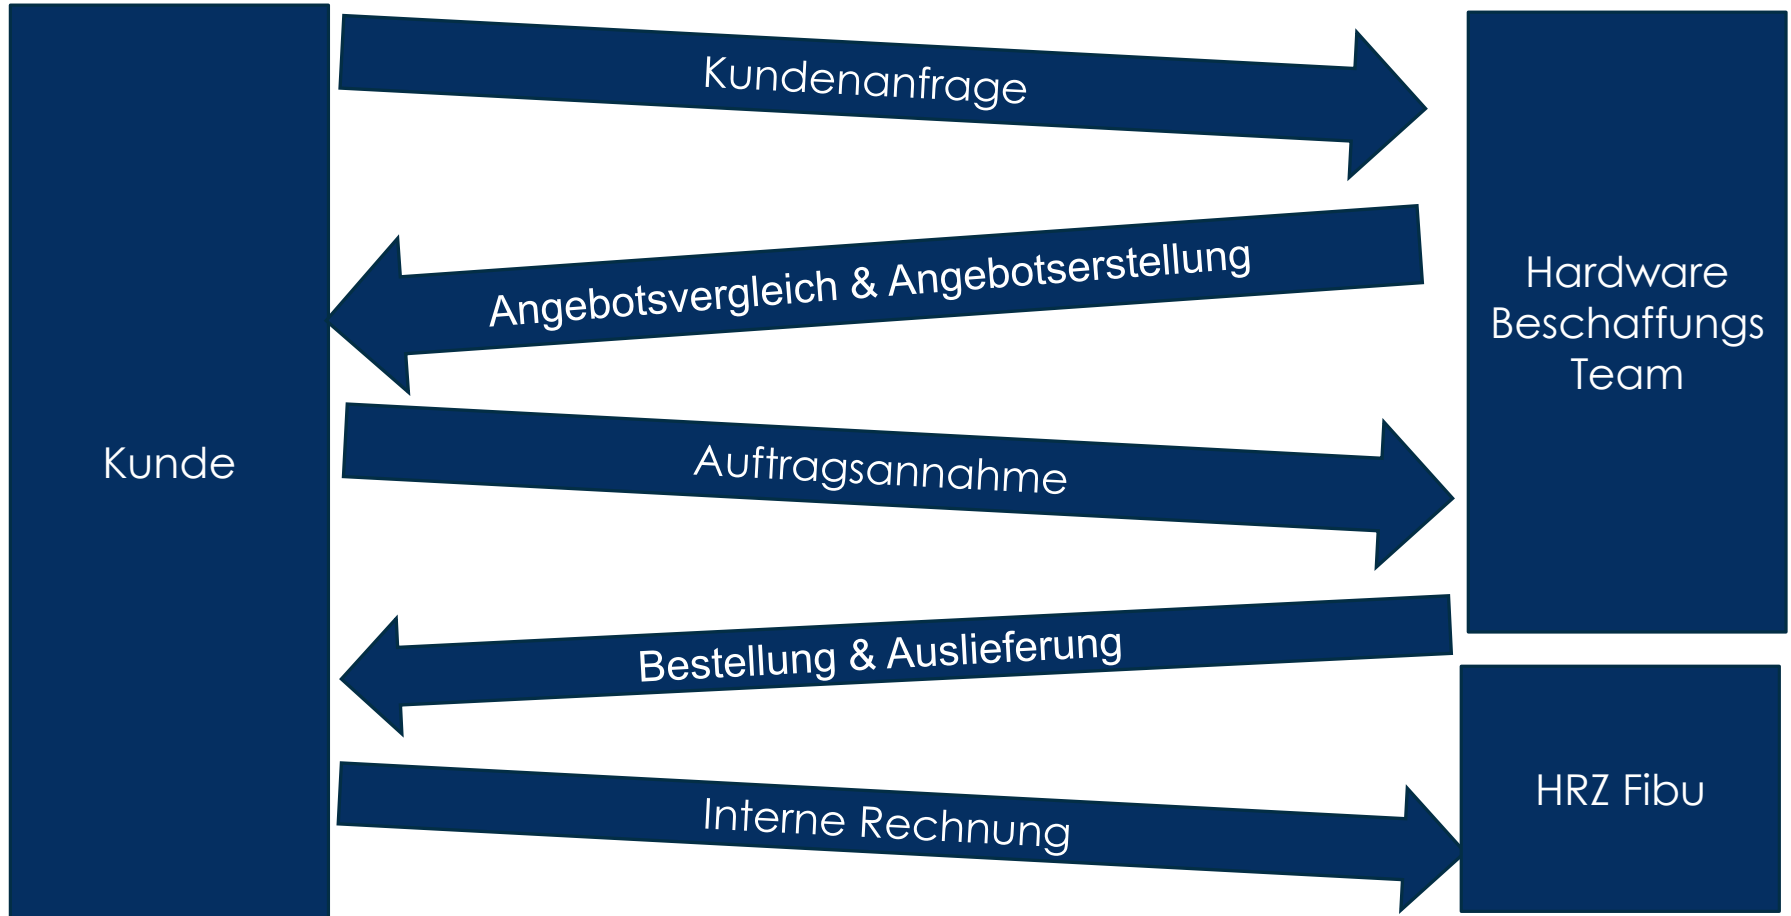 Kundenanfrage
Angebotsvergleich & Angebotserstellung
Hardware
Beschaffungs
Team
Kunde
Auftragsannahme
Bestellung & Auslieferung
HRZ Fibu
Interne Rechnung